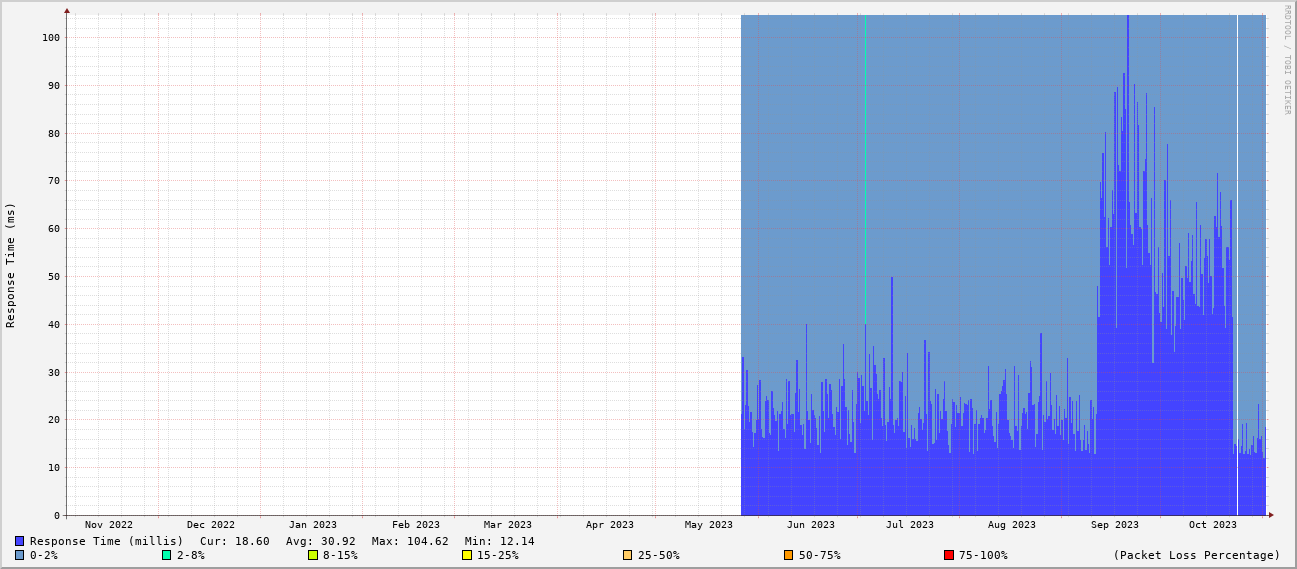 RRDTOOL / TOBI OETIKER
Response Time (ms)
100
90
80
70
60
50
40
30
20
10
0
Nov 2022 Dec 2022 Jan 2023 Feb 2023 Mar 2023 Apr 2023 May 2023 Jun 2023 Jul 2023 Aug 2023 Sep 2023 Oct 2023
Response Time (millis) Cur: 18.60 Avg: 30.92 Max: 104.62 Min: 12.14
0-2% 2-8% 8-15% 15-25% 25-50% 50-75% 75-100% (Packet Loss Percentage)